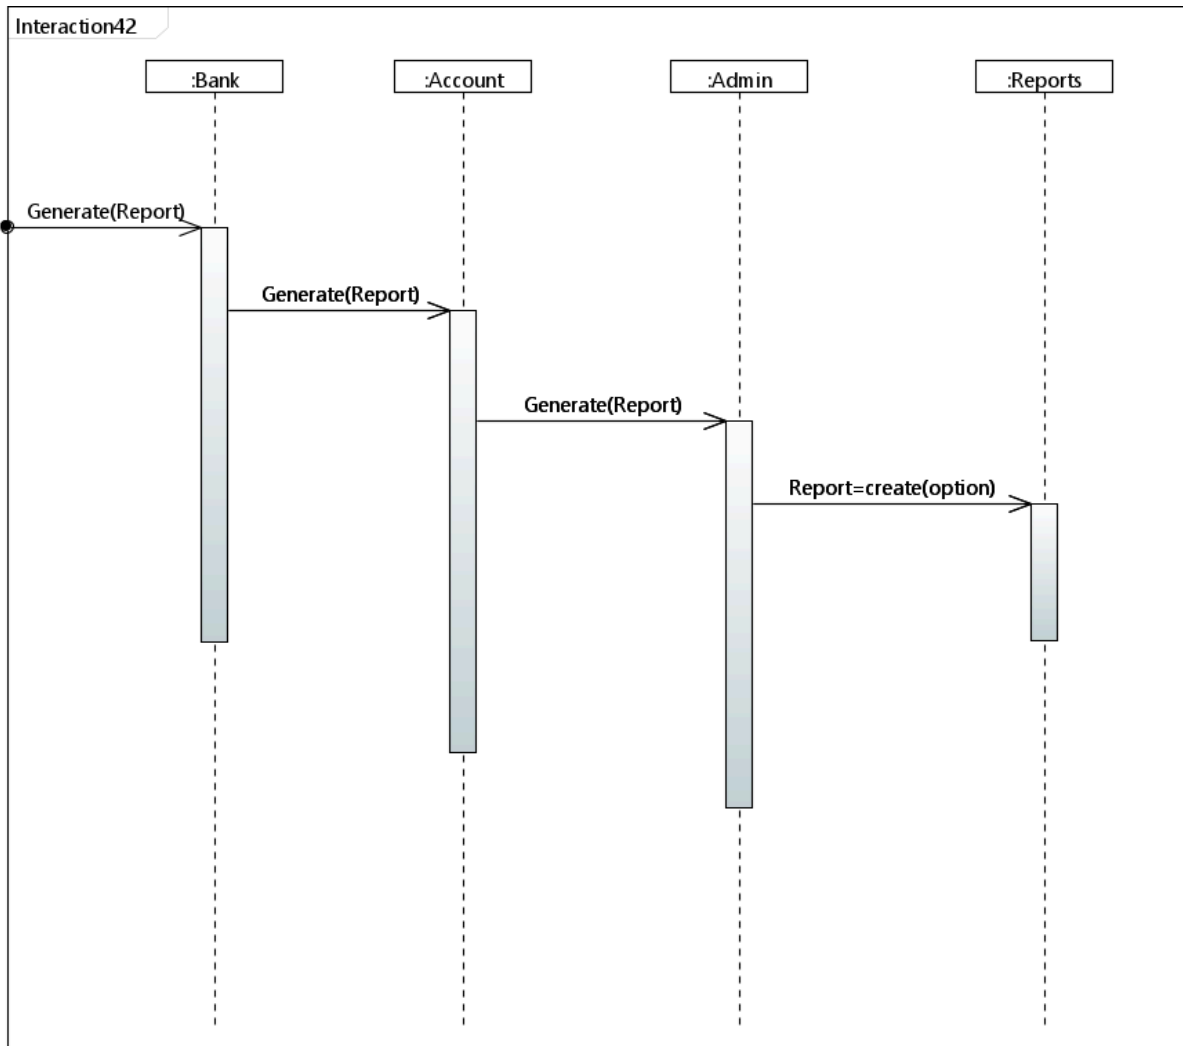 Interaction42
:Bank
:Account
:Admin
:Reports
Generate(Report)
Generate(Report)
Generate(Report)
Report=create(option)